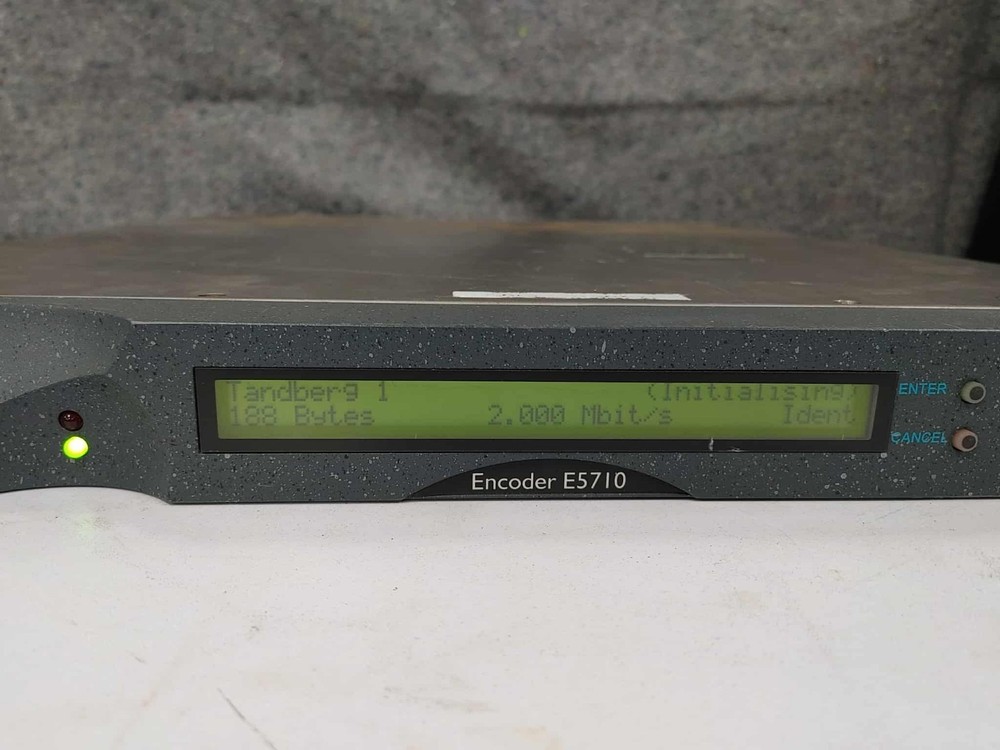 Tandberg 1 (Initialising)
188 Bytes 2.000 Mbit/s Ident
ENTER
CANCEL
Encoder E5710